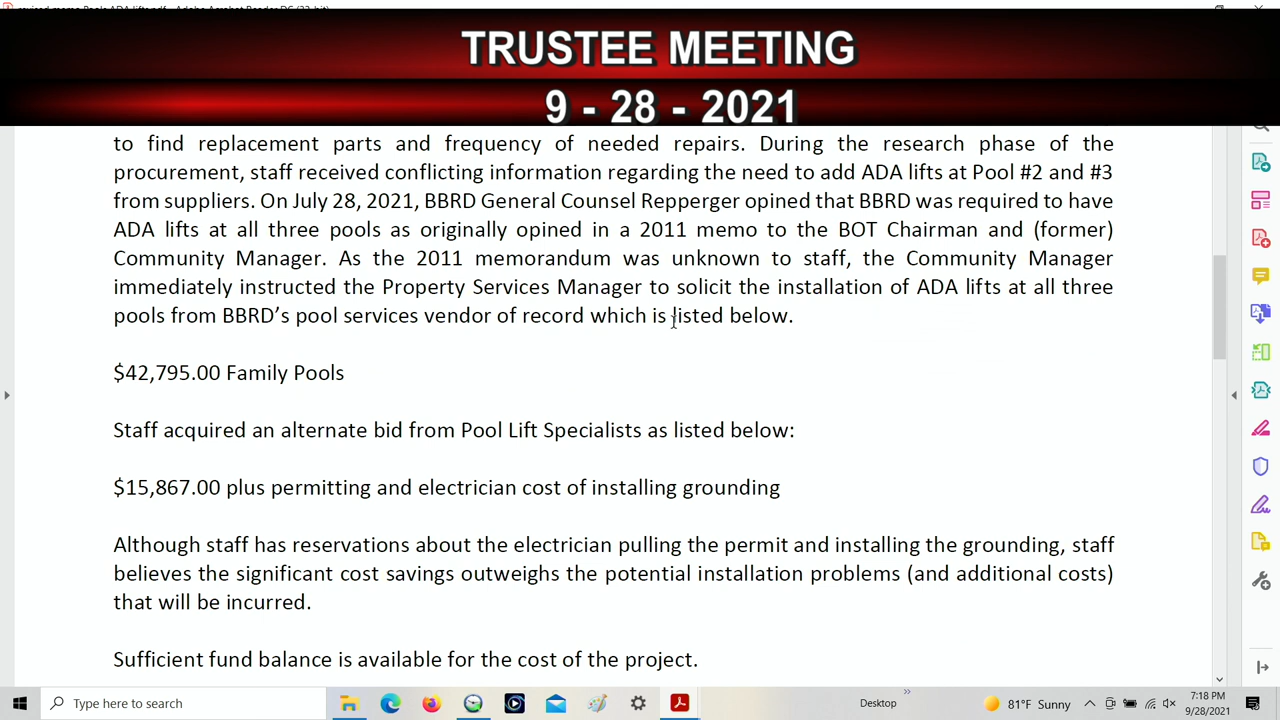 TRUSTEE MEETING
9 - 28 - 2021
to find replacement parts and frequency of needed repairs. During the research phase of the
procurement, staff received conflicting information regarding the need to add ADA lifts at Pool #2 and #3
from suppliers. On July 28, 2021, BBRD General Counsel Repperger opined that BBRD was required to have
ADA lifts at all three pools as originally opined in a 2011 memo to the BOT Chairman and (former)
Community Manager. As the 2011 memorandum was unknown to staff, the Community Manager
immediately instructed the Property Services Manager to solicit the installation of ADA lifts at all three
pools from BBRD’s pool services vendor of record which is listed below.
$42,795.00 Family Pools
Staff acquired an alternate bid from Pool Lift Specialists as listed below:
$15,867.00 plus permitting and electrician cost of installing grounding
Although staff has reservations about the electrician pulling the permit and installing the grounding, staff
believes the significant cost savings outweighs the potential installation problems (and additional costs)
that will be incurred.
Sufficient fund balance is available for the cost of the project.
Type here to search
Desktop
81°F Sunny
7:18 PM
9/28/2021